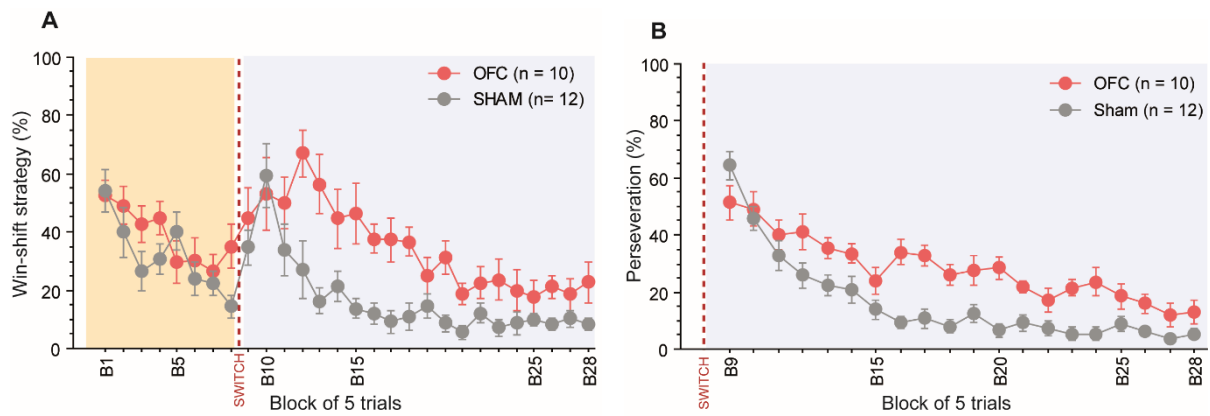 A
Win-shift strategy (%)
100
80
60
40
20
0
OFC (n = 10)
SHAM (n= 12)
B1
B5
SWITCH
B10
B15
B25
B28
Block of 5 trials
B
Perseveration (%)
100
80
60
40
20
0
OFC (n = 10)
Sham (n = 12)
SWITCH
B9
B15
B20
B25
B28
Block of 5 trials